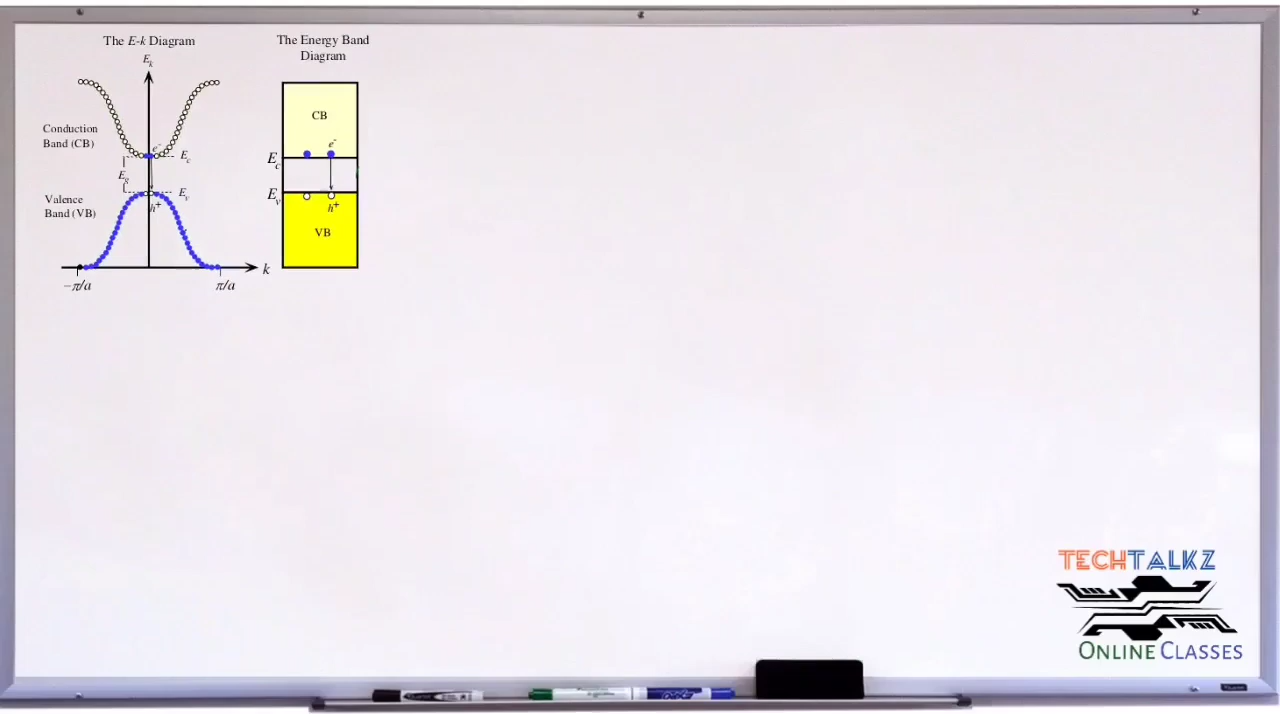 The E-k Diagram
E_k
Conduction
Band (CB)
e-
E_c
E_g
Valence
Band (VB)
E_v
h+
k
–π/a
π/a
The Energy Band
Diagram
CB
e-
E_c
E_v
h+
VB
TECHTALKZ
ONLINE CLASSES